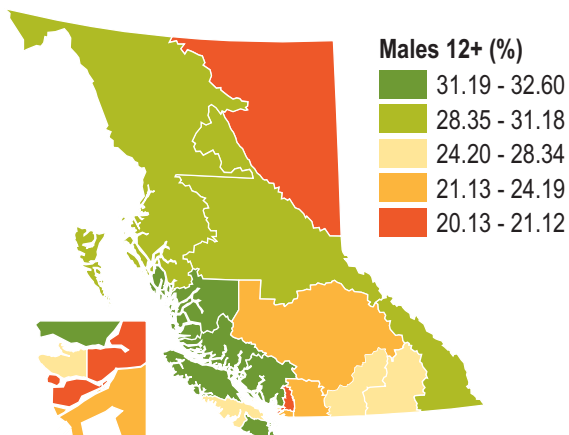 Males 12+ (%)
31.19 - 32.60
28.35 - 31.18
24.20 - 28.34
21.13 - 24.19
20.13 - 21.12